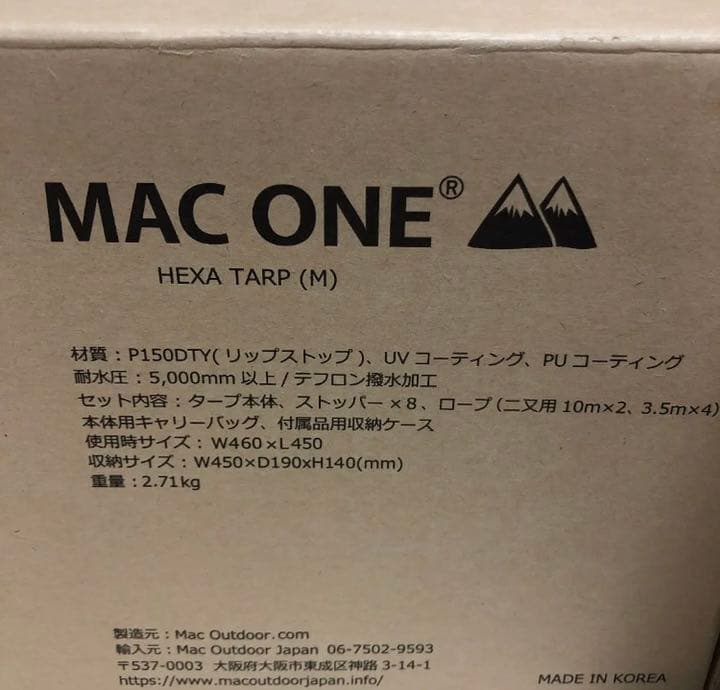 MAC ONE®
HEXA TARP (M)
材質：P150DTY(リップストップ)、UVコーティング、PUコーティング
耐水圧：5,000mm以上/テフロン撥水加工
セット内容：タープ本体、ストッパー×8、ロープ(二又用10m×2、3.5m×4)
本体用キャリーバッグ、付属品用収納ケース
使用時サイズ：W460×L450
収納サイズ：W450×D190xH140(mm)
重量：2.71kg
製造元：Mac Outdoor.com
輸入元：Mac Outdoor Japan 06-7502-9593
〒537-0003 大阪府大阪市東成区神路3-14-1
https://www.macoutdoorjapan.info/
MADE IN KOREA